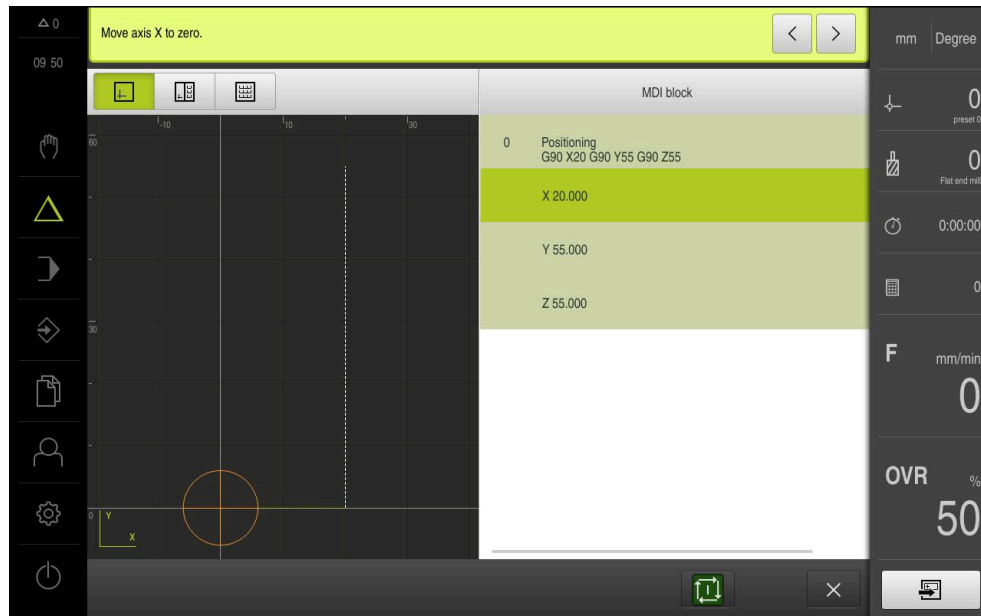 0
09 50
Move axis X to zero.
mm
Degree
MDI block
-10
10
30
60
30
0
Y
X
0
Positioning
G90 X20 G90 Y55 G90 Z55
X 20.000
Y 55.000
Z 55.000
0
preset 0
0
Flat end mill
0:00:00
0
F
mm/min
0
OVR
%
50